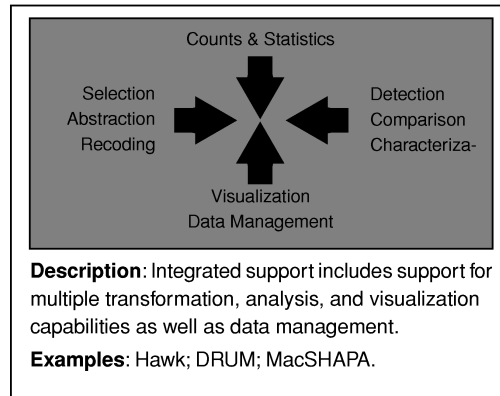 Counts & Statistics
Selection
Abstraction
Recoding
Detection
Comparison
Characteriza-
Visualization
Data Management
Description: Integrated support includes support for
multiple transformation, analysis, and visualization
capabilities as well as data management.
Examples: Hawk; DRUM; MacSHAPA.